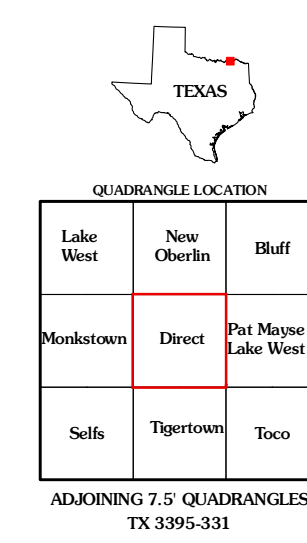 TEXAS
QUADRANGLE LOCATION
Lake
West
New
Oberlin
Bluff
Monkstown
Direct
Pat Mayse
Lake West
Selfs
Tigertown
Toco
ADJOINING 7.5' QUADRANGLES
TX 3395-331